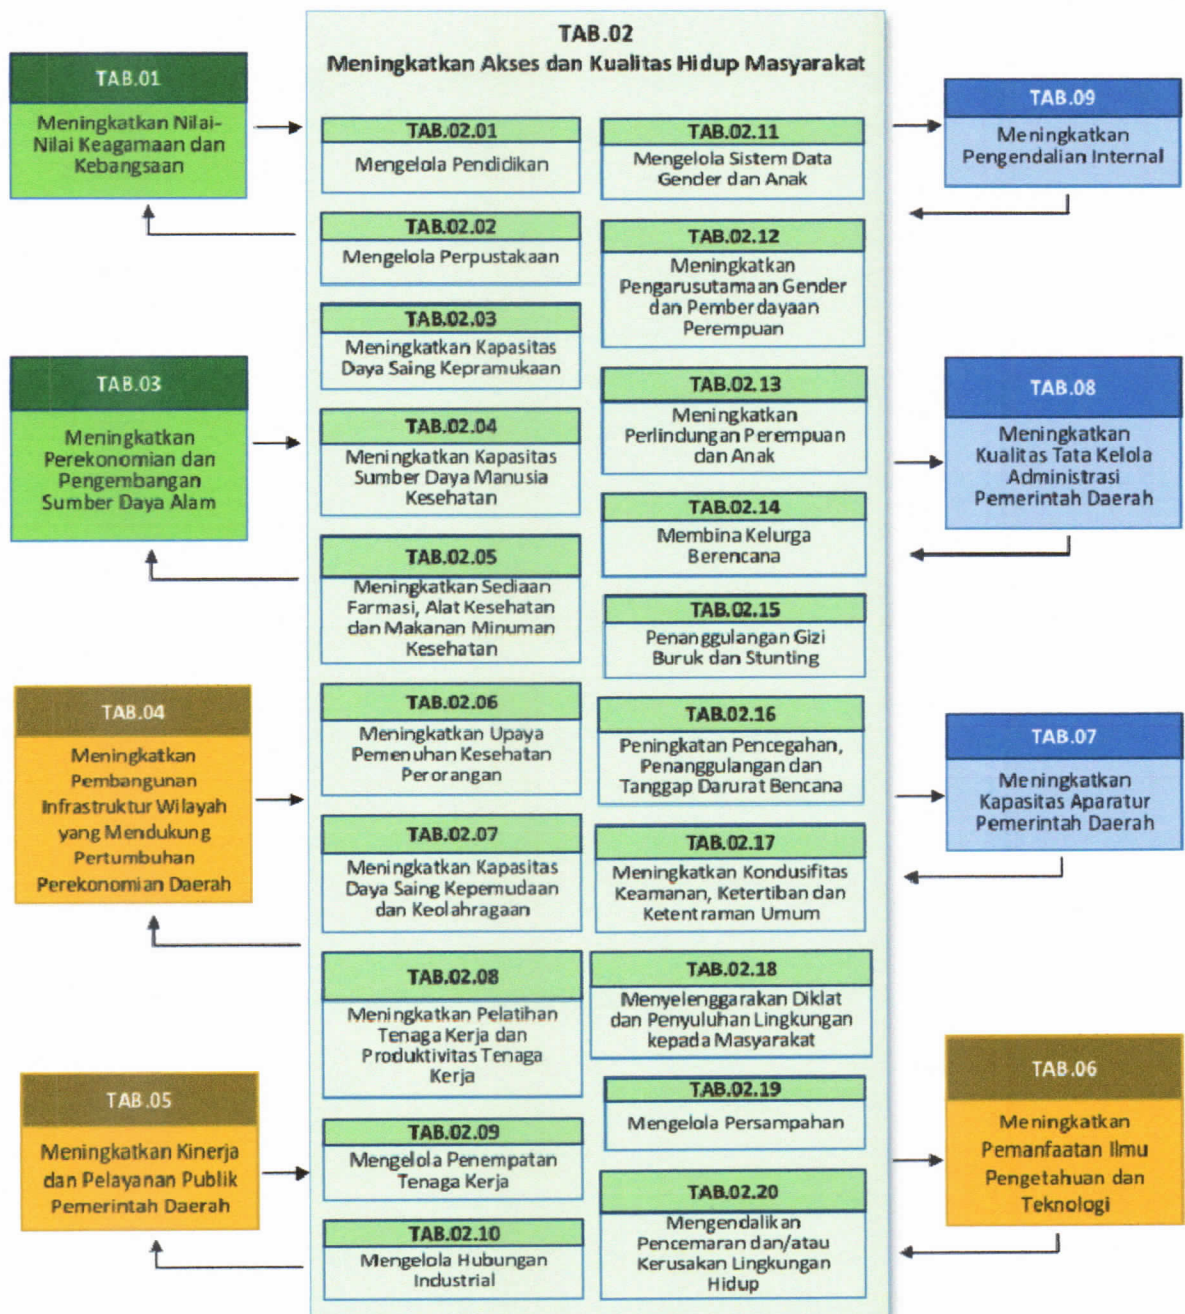 TAB.02
Meningkatkan Akses dan Kualitas Hidup Masyarakat
TAB.01
Meningkatkan Nilai-
Nilai Keagamaan dan
Kebangsaan
TAB.03
Meningkatkan
Perekonomian dan
Pengembangan
Sumber Daya Alam
TAB.04
Meningkatkan
Pembangunan
Infrastruktur Wilayah
yang Mendukung
Pertumbuhan
Perekonomian Daerah
TAB.05
Meningkatkan Kinerja
dan Pelayanan Publik
Pemerintah Daerah
TAB.02.01
Mengelola Pendidikan
TAB.02.02
Mengelola Perpustakaan
TAB.02.03
Meningkatkan Kapasitas
Daya Saing Kepramukaan
TAB.02.04
Meningkatkan Kapasitas
Sumber Daya Manusia
Kesehatan
TAB.02.05
Meningkatkan Sediaan
Farmasi, Alat Kesehatan
dan Makanan Minuman
Kesehatan
TAB.02.06
Meningkatkan Upaya
Pemenuhan Kesehatan
Perorangan
TAB.02.07
Meningkatkan Kapasitas
Daya Saing Kepemudaan
dan Keolahragaan
TAB.02.08
Meningkatkan Pelatihan
Tenaga Kerja dan
Produktivitas Tenaga
Kerja
TAB.02.09
Mengelola Penempatan
Tenaga Kerja
TAB.02.10
Mengelola Hubungan
Industrial
TAB.02.11
Mengelola Sistem Data
Gender dan Anak
TAB.02.12
Meningkatkan
Pengarusutamaan Gender
dan Pemberdayaan
Perempuan
TAB.02.13
Meningkatkan
Perlindungan Perempuan
dan Anak
TAB.02.14
Membina Kelurga
Berencana
TAB.02.15
Penanggulangan Gizi
Buruk dan Stunting
TAB.02.16
Peningkatan Pencegahan,
Penanggulangan dan
Tanggap Darurat Bencana
TAB.02.17
Meningkatkan Kondusifitas
Keamanan, Ketertiban dan
Ketentraman Umum
TAB.02.18
Menyelenggarakan Diklat
dan Penyuluhan Lingkungan
kepada Masyarakat
TAB.02.19
Mengelola Persampahan
TAB.02.20
Mengendalikan
Pencemaran dan/atau
Kerusakan Lingkungan
Hidup
TAB.09
Meningkatkan
Pengendalian Internal
TAB.08
Meningkatkan
Kualitas Tata Kelola
Administrasi
Pemerintah Daerah
TAB.07
Meningkatkan
Kapasitas Aparatur
Pemerintah Daerah
TAB.06
Meningkatkan
Pemanfaatan Ilmu
Pengetahuan dan
Teknologi